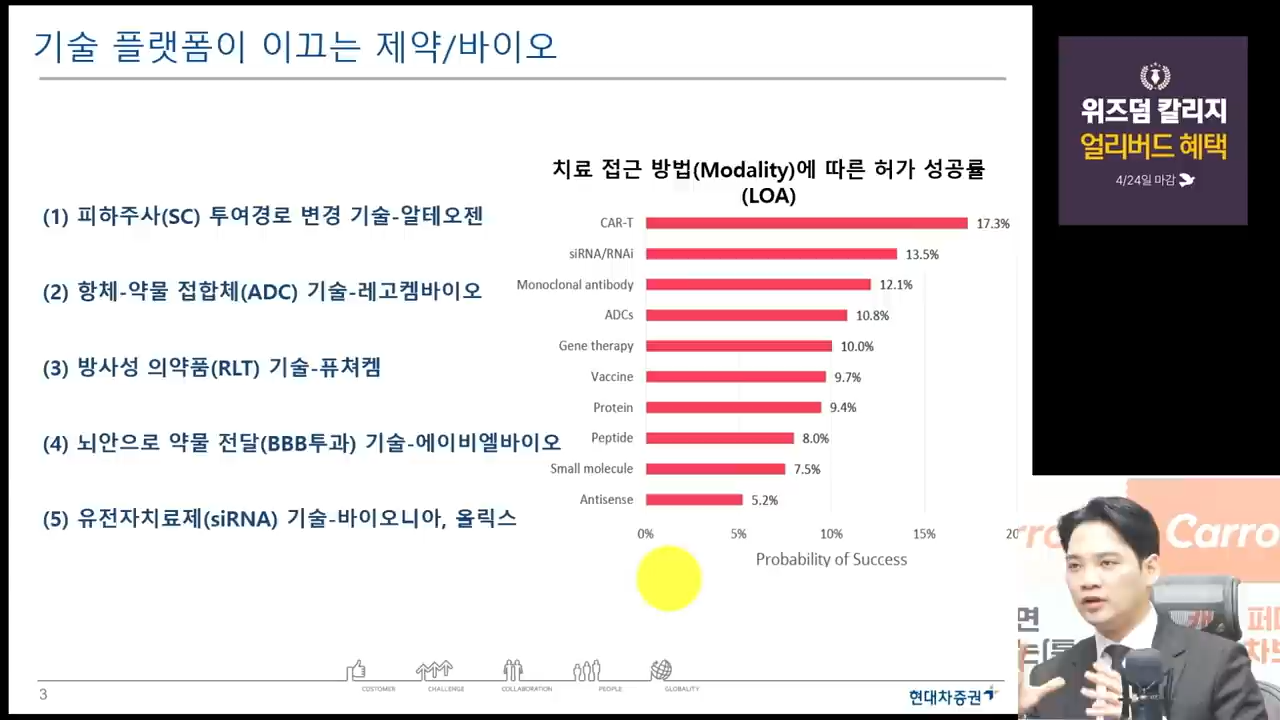 기술 플랫폼이 이끄는 제약/바이오
(1) 피하주사(SC) 투여경로 변경 기술-알테오젠
(2) 항체-약물 접합체(ADC) 기술-레고켐바이오
(3) 방사성 의약품(RLT) 기술-퓨쳐켐
(4) 뇌안으로 약물 전달(BBB투과) 기술-에이비엘바이오
(5) 유전자치료제(siRNA) 기술-바이오니아, 올릭스
치료 접근 방법(Modality)에 따른 허가 성공률
(LOA)
CAR-T 17.3%
siRNA/RNAi 13.5%
Monoclonal antibody 12.1%
ADCs 10.8%
Gene therapy 10.0%
Vaccine 9.7%
Protein 9.4%
Peptide 8.0%
Small molecule 7.5%
Antisense 5.2%
0% 5% 10% 15% 20
Probability of Success
3
CUSTOMER CHALLENGE COLLABORATION PEOPLE GLOBALITY
현대차증권
위즈덤 칼리지
얼리버드 혜택
4/24일 마감
Carro